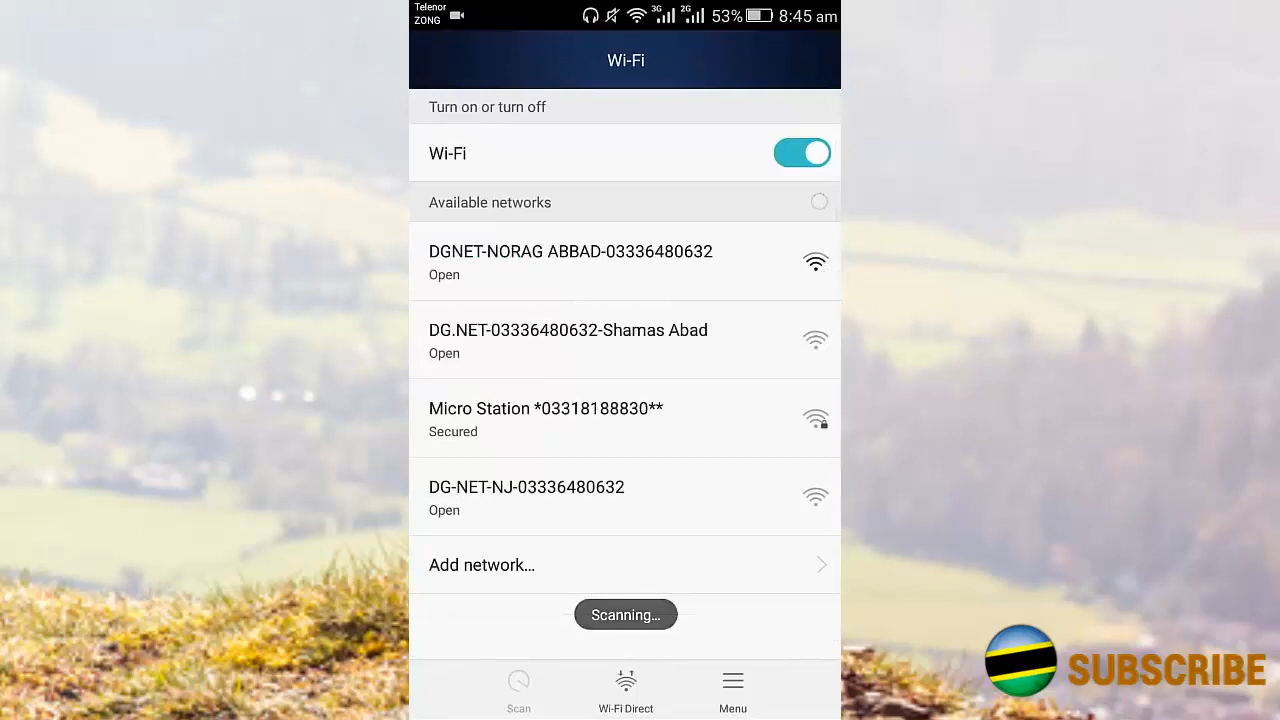 Telenor
ZONG
3G
2G
53%
8:45 am
Wi-Fi
Turn on or turn off
Wi-Fi
Available networks
DGNET-NORAG ABBAD-03336480632
Open
DG.NET-03336480632-Shamas Abad
Open
Micro Station *03318188830**
Secured
DG-NET-NJ-03336480632
Open
Add network...
Scanning...
Scan
Wi-Fi Direct
Menu
SUBSCRIBE